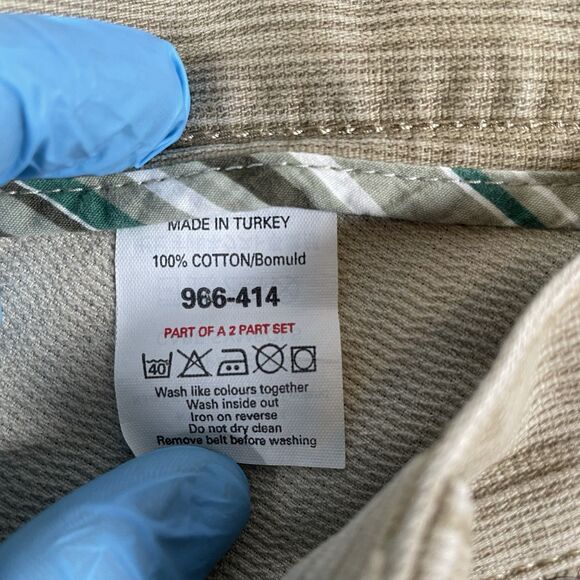 MADE IN TURKEY
100% COTTON/Bomuld
966-414
PART OF A 2 PART SET
40
Wash like colours together
Wash inside out
Iron on reverse
Do not dry clean
Remove belt before washing